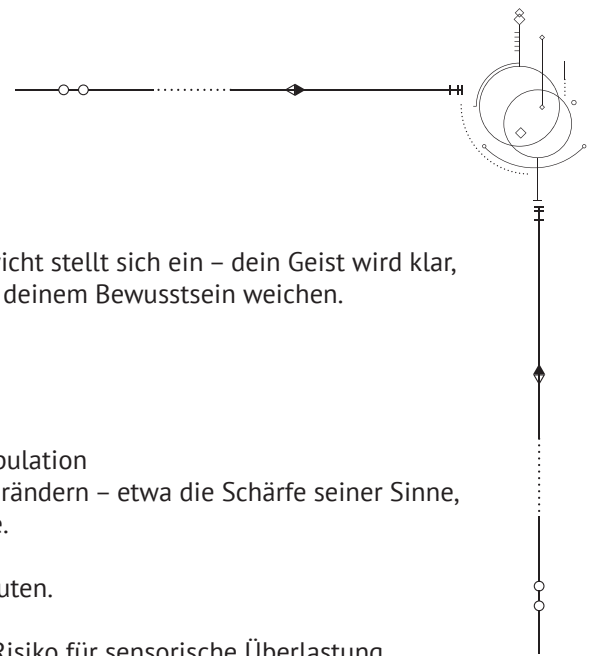 icht stellt sich ein – dein Geist wird klar,
deinem Bewusstsein weichen.
pulation
rändern – etwa die Schärfe seiner Sinne,
e.
uten.
Risiko für sensorische Überlastung